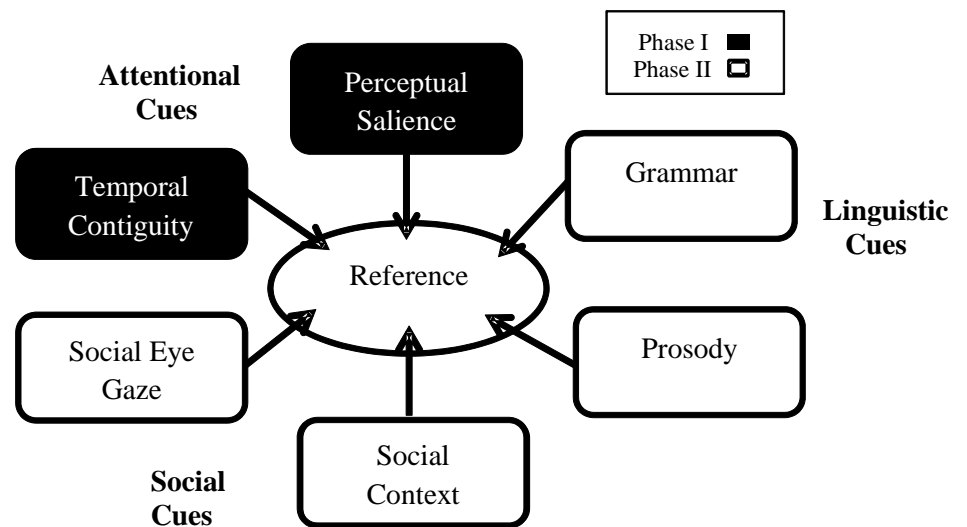 Phase I
Phase II
Attentional
Cues
Perceptual
Salience
Temporal
Contiguity
Grammar
Linguistic
Cues
Reference
Social Eye
Gaze
Prosody
Social
Context
Social
Cues